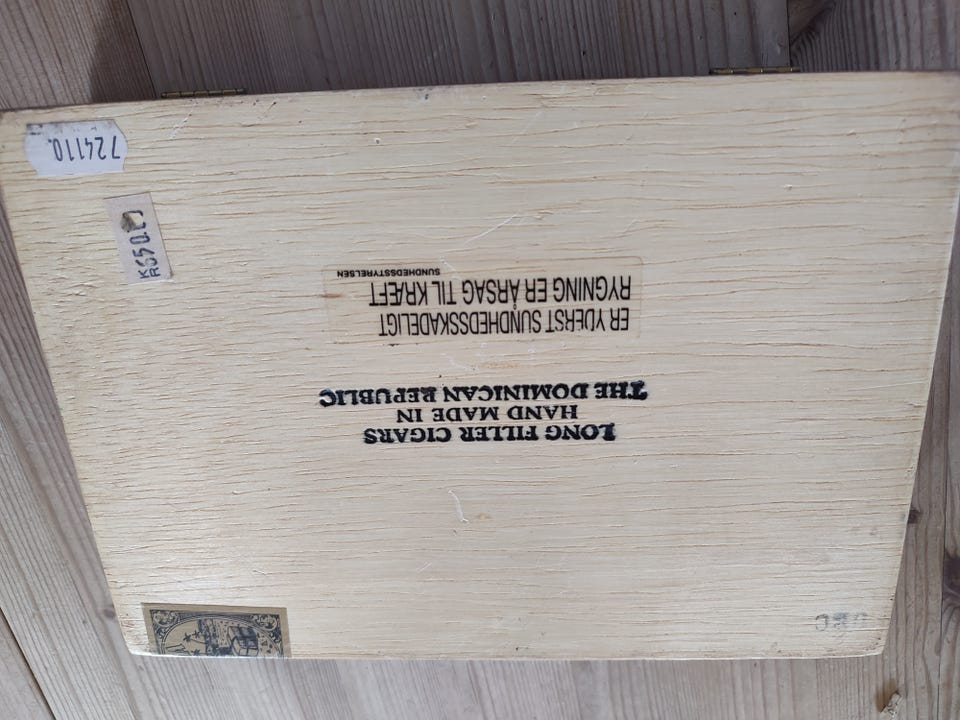 LONG FILLER CIGARS
HAND MADE IN
THE DOMINICAN REPUBLIC
ER YDERST SUNDHEDSSKADELIGT
RYGNING ER ÅRSAG TIL KRÆFT
SUNDHEDSSTYRELSEN
KR
724110.